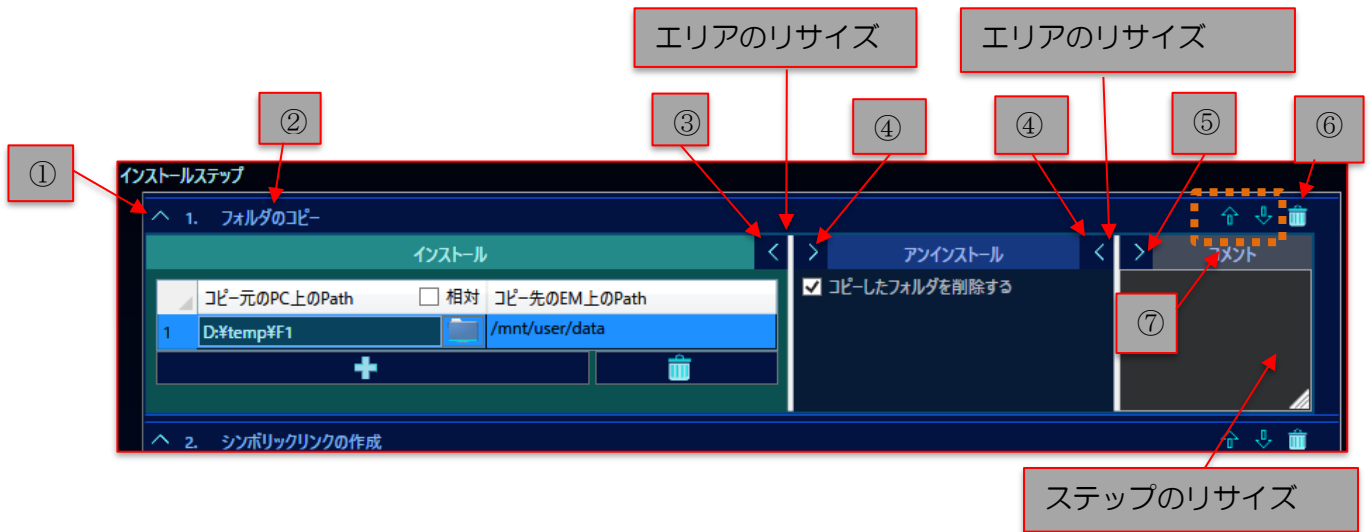 エリアのリサイズ
エリアのリサイズ
②
③
④
④
⑤
⑥
①
インストールステップ
1. フォルダのコピー
インストール
アンインストール
コメント
コピー元のPC上のPath
相対
コピー先のEM上のPath
コピーしたフォルダを削除する
1
D:¥temp¥F1
/mnt/user/data
⑦
2. シンボリックリンクの作成
ステップのリサイズ